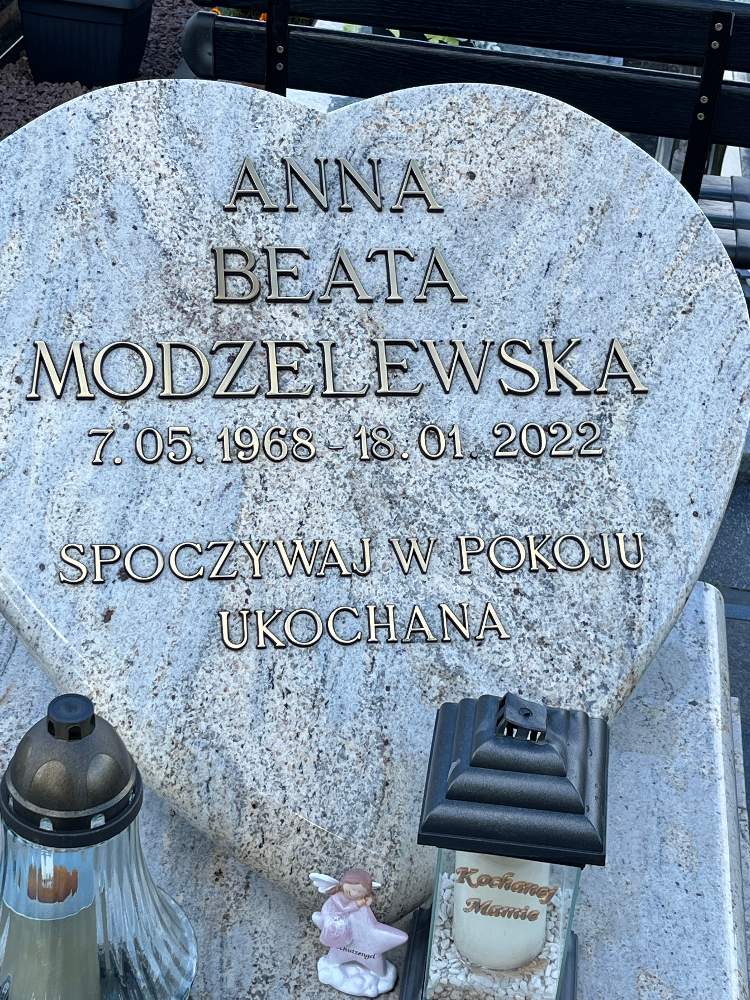 ANNA
BEATA
MODZELEWSKA
7.05.1968-18.01.2022
SPOCZYWAJ W POKOJU
UKOCHANA
Kochanej
Mamie